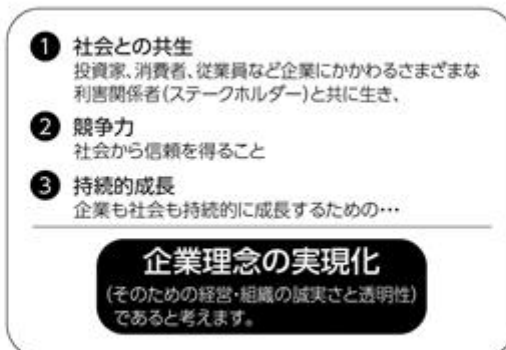 1 社会との共生
投資家、消費者、従業員など企業にかかわるさまざまな
利害関係者(ステークホルダー)と共に生き、
2 競争力
社会から信頼を得ること
3 持続的成長
企業も社会も持続的に成長するための…
企業理念の実現化
(そのための経営・組織の誠実さと透明性)
であると考えます。